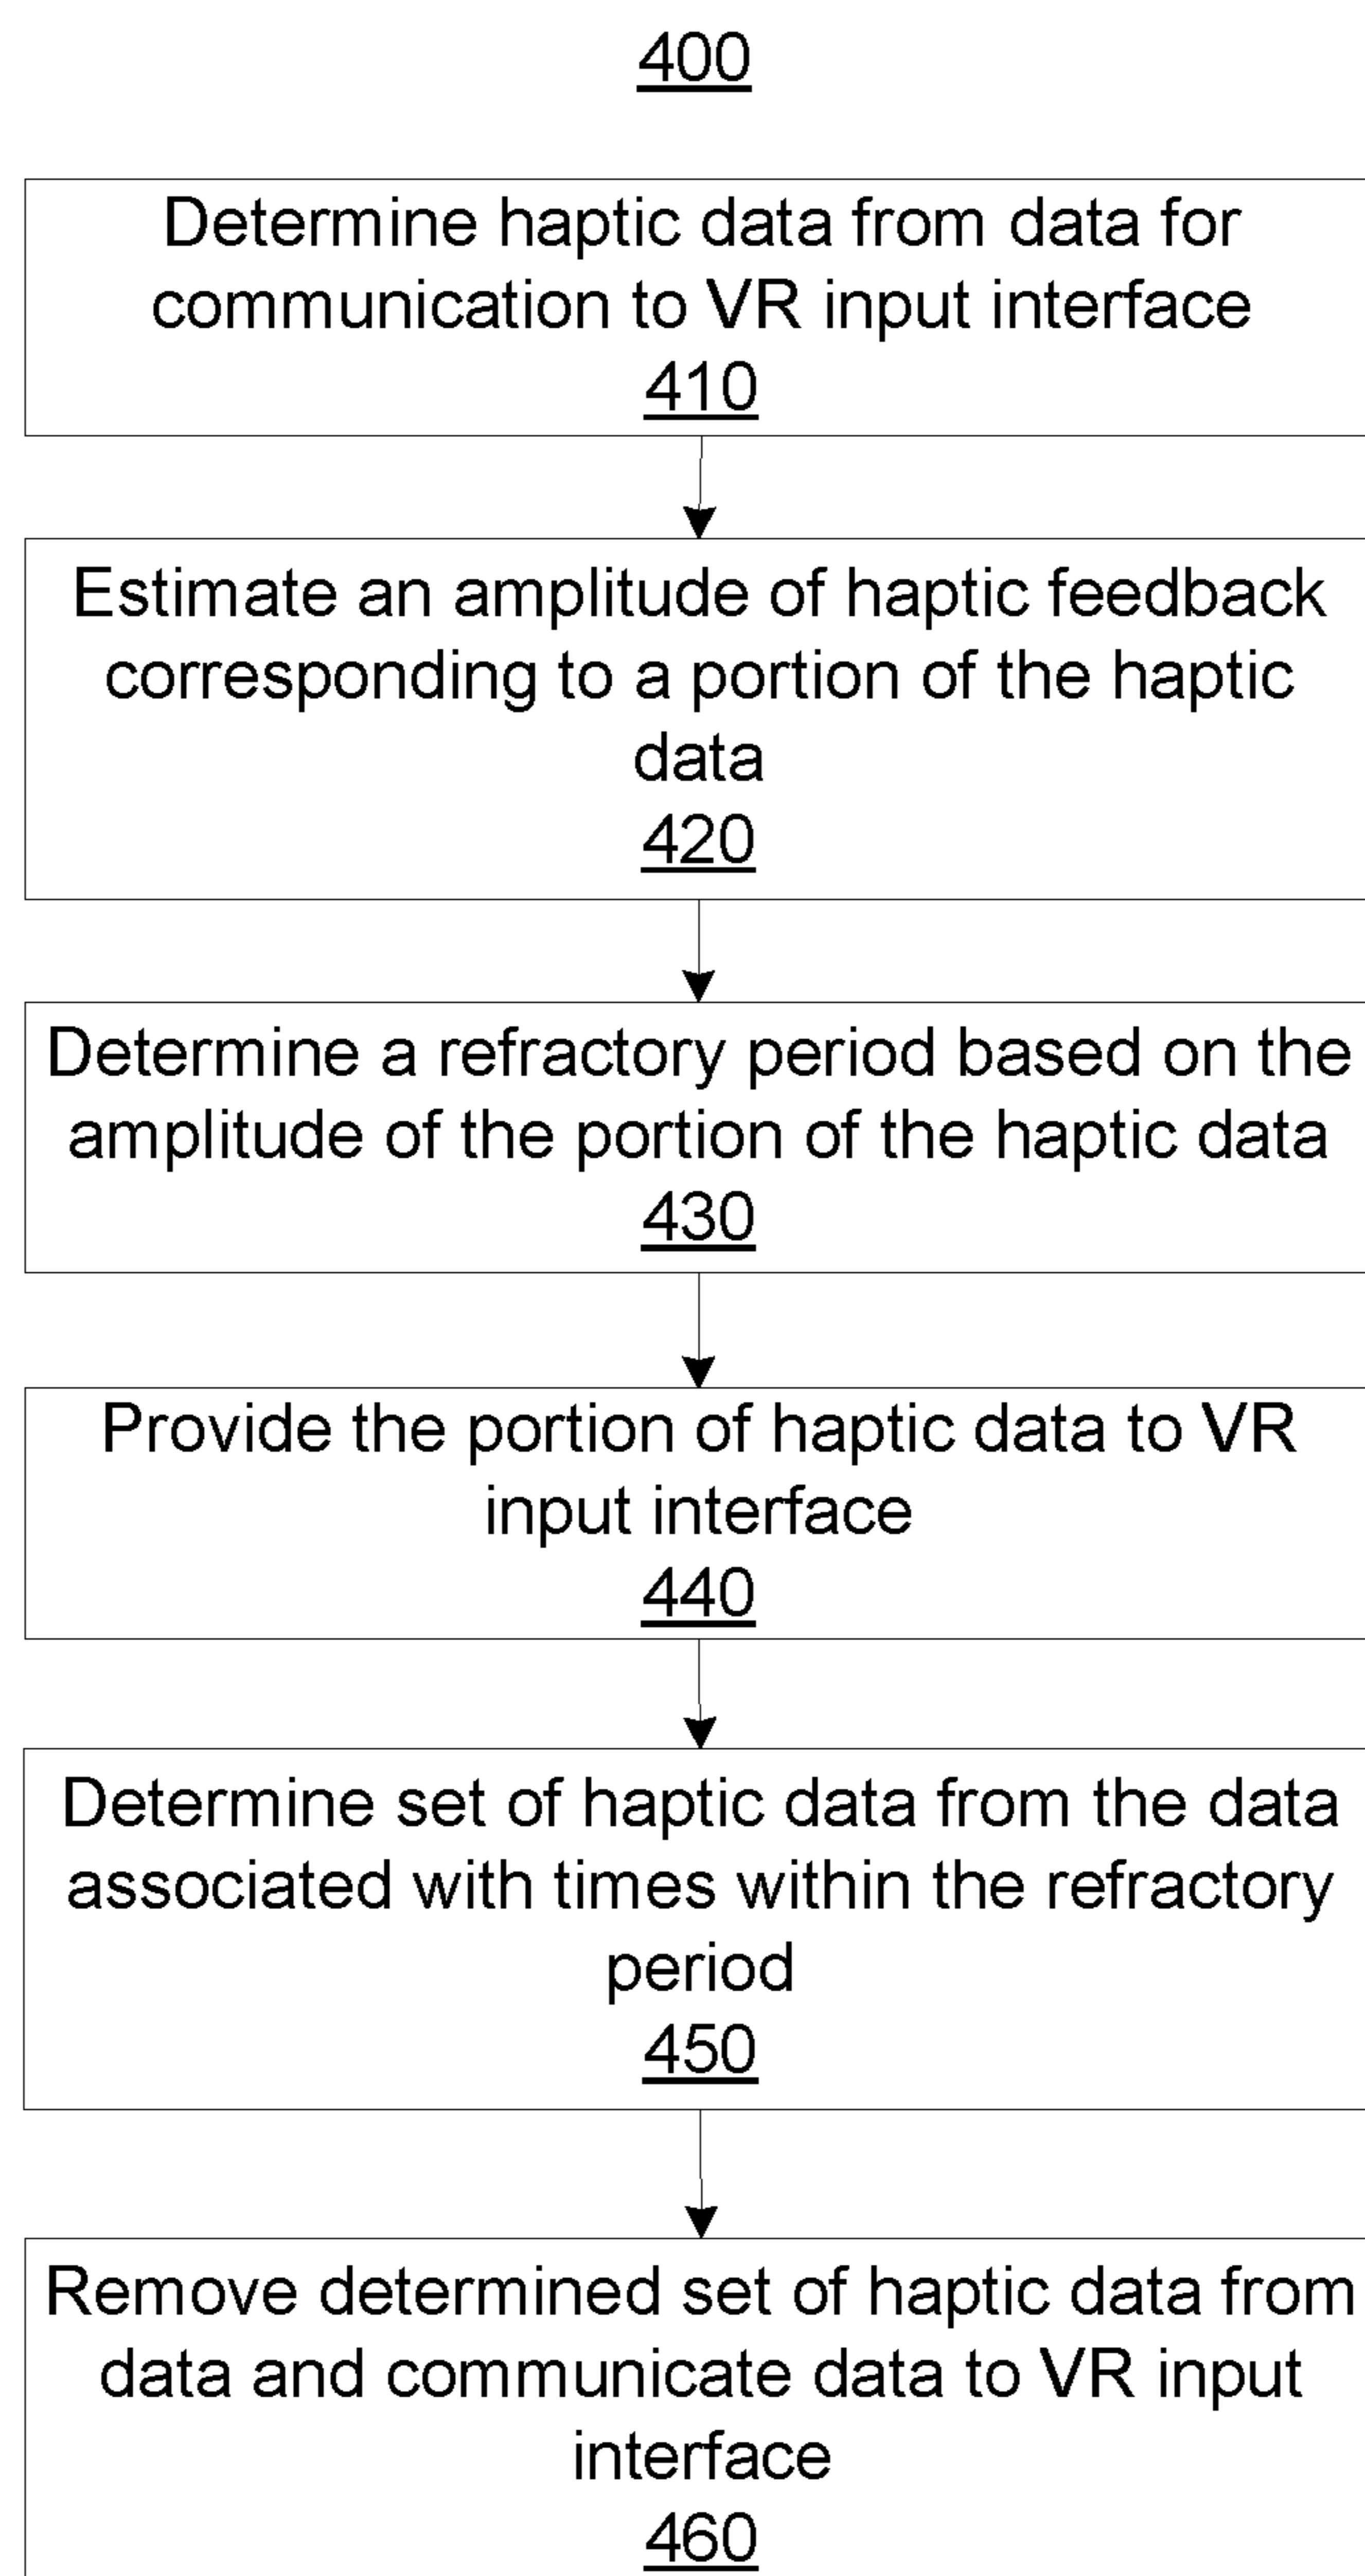 400
Determine haptic data from data for
communication to VR input interface
410
Estimate an amplitude of haptic feedback
corresponding to a portion of the haptic
data
420
Determine a refractory period based on the
amplitude of the portion of the haptic data
430
Provide the portion of haptic data to VR
input interface
440
Determine set of haptic data from the data
associated with times within the refractory
period
450
Remove determined set of haptic data from
data and communicate data to VR input
interface
460